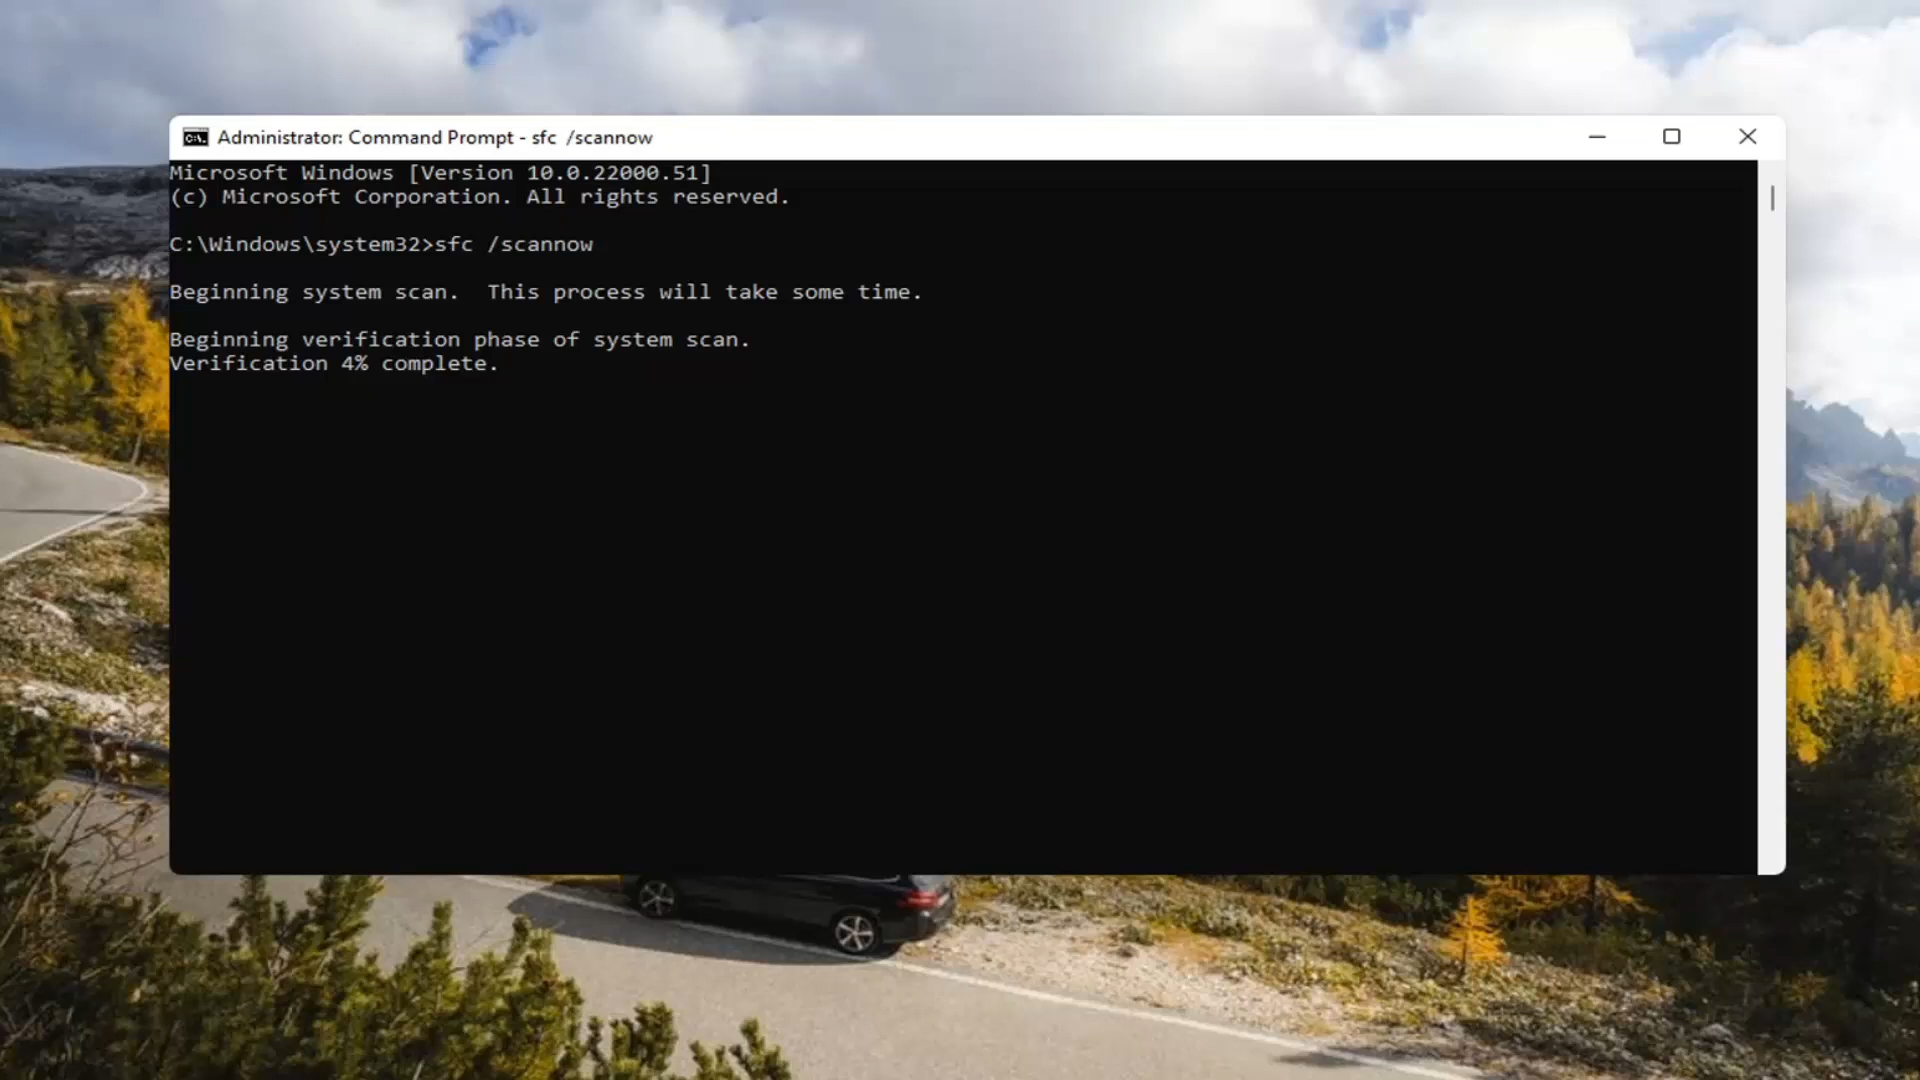 Administrator: Command Prompt - sfc  /scannow
Microsoft Windows [Version 10.0.22000.51]
(c) Microsoft Corporation. All rights reserved.
C:\Windows\system32>sfc /scannow
Beginning system scan.  This process will take some time.
Beginning verification phase of system scan.
Verification 4% complete.